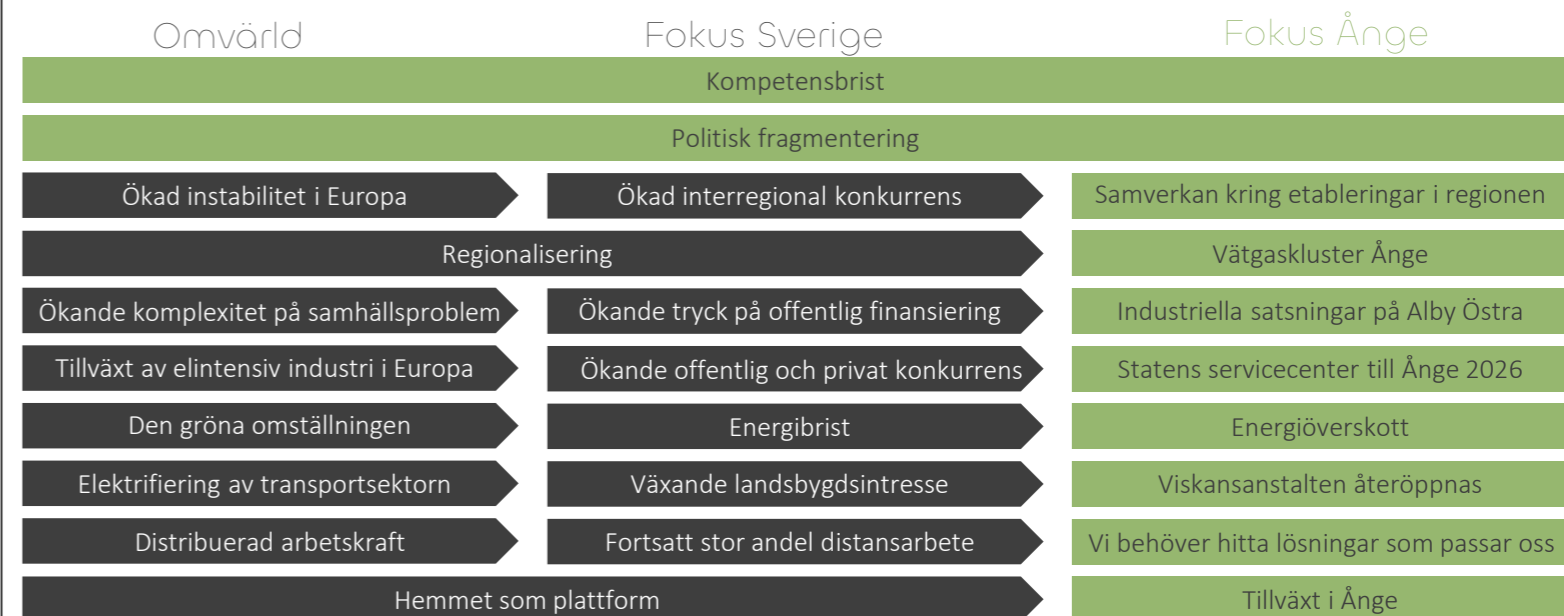 Omvärld
Fokus Sverige
Fokus Ånge
Kompetensbrist
Politisk fragmentering
Ökad instabilitet i Europa
Ökad interregional konkurrens
Samverkan kring etableringar i regionen
Regionalisering
Vätgaskluster Ånge
Ökande komplexitet på samhällsproblem
Ökande tryck på offentlig finansiering
Industriella satsningar på Alby Östra
Tillväxt av elintensiv industri i Europa
Ökande offentlig och privat konkurrens
Statens servicecenter till Ånge 2026
Den gröna omställningen
Energibrist
Energiöverskott
Elektrifiering av transportsektorn
Växande landsbygdsintresse
Viskansanstalten återöppnas
Distribuerad arbetskraft
Fortsatt stor andel distansarbete
Vi behöver hitta lösningar som passar oss
Hemmet som plattform
Tillväxt i Ånge